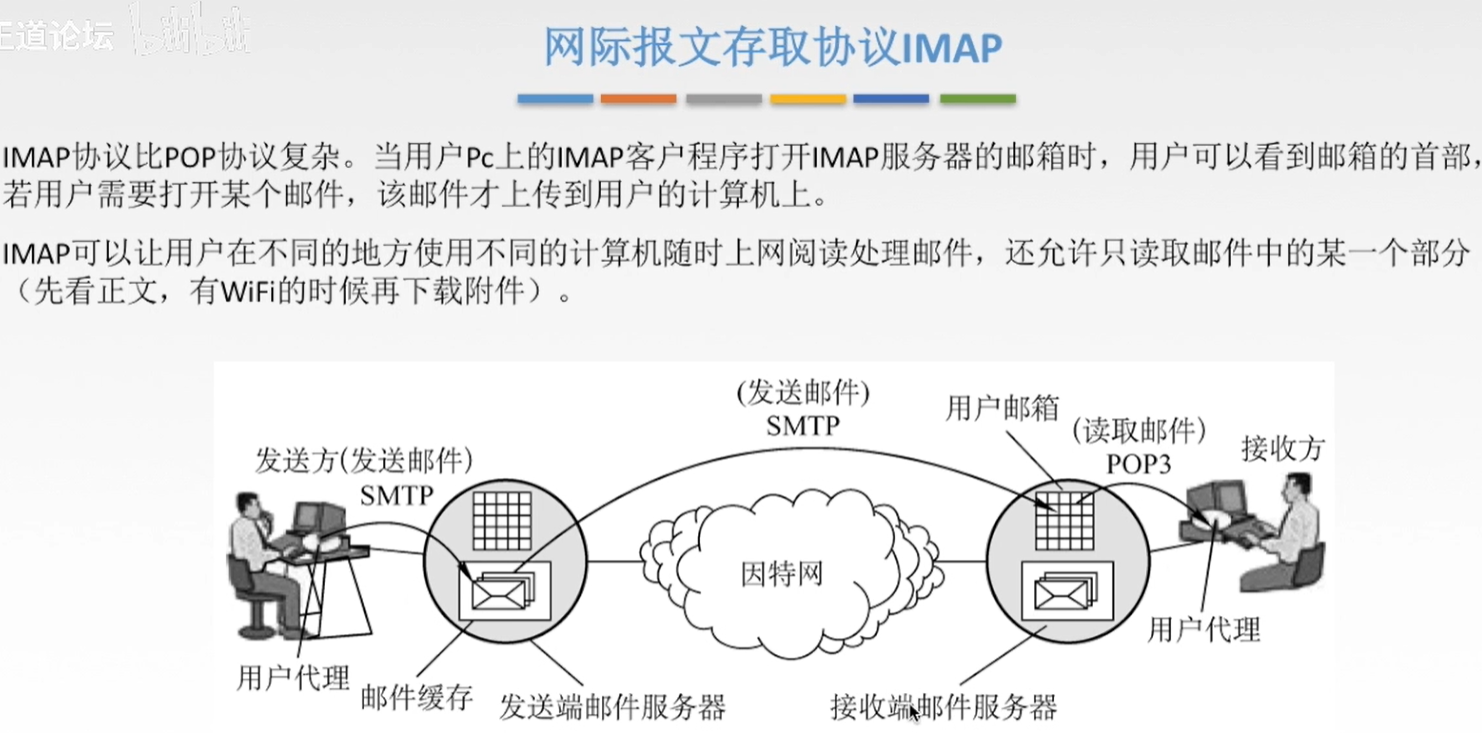 王道论坛 bilibili
网际报文存取协议IMAP
IMAP协议比POP协议复杂。当用户Pc上的IMAP客户程序打开IMAP服务器的邮箱时，用户可以看到邮箱的首部，
若用户需要打开某个邮件，该邮件才上传到用户的计算机上。
IMAP可以让用户在不同的地方使用不同的计算机随时上网阅读处理邮件，还允许只读取邮件中的某一个部分
（先看正文，有WiFi的时候再下载附件）。
(发送邮件)
SMTP
用户邮箱
(读取邮件)
POP3
接收方
发送方(发送邮件)
SMTP
因特网
用户代理
用户代理
邮件缓存
发送端邮件服务器
接收端邮件服务器